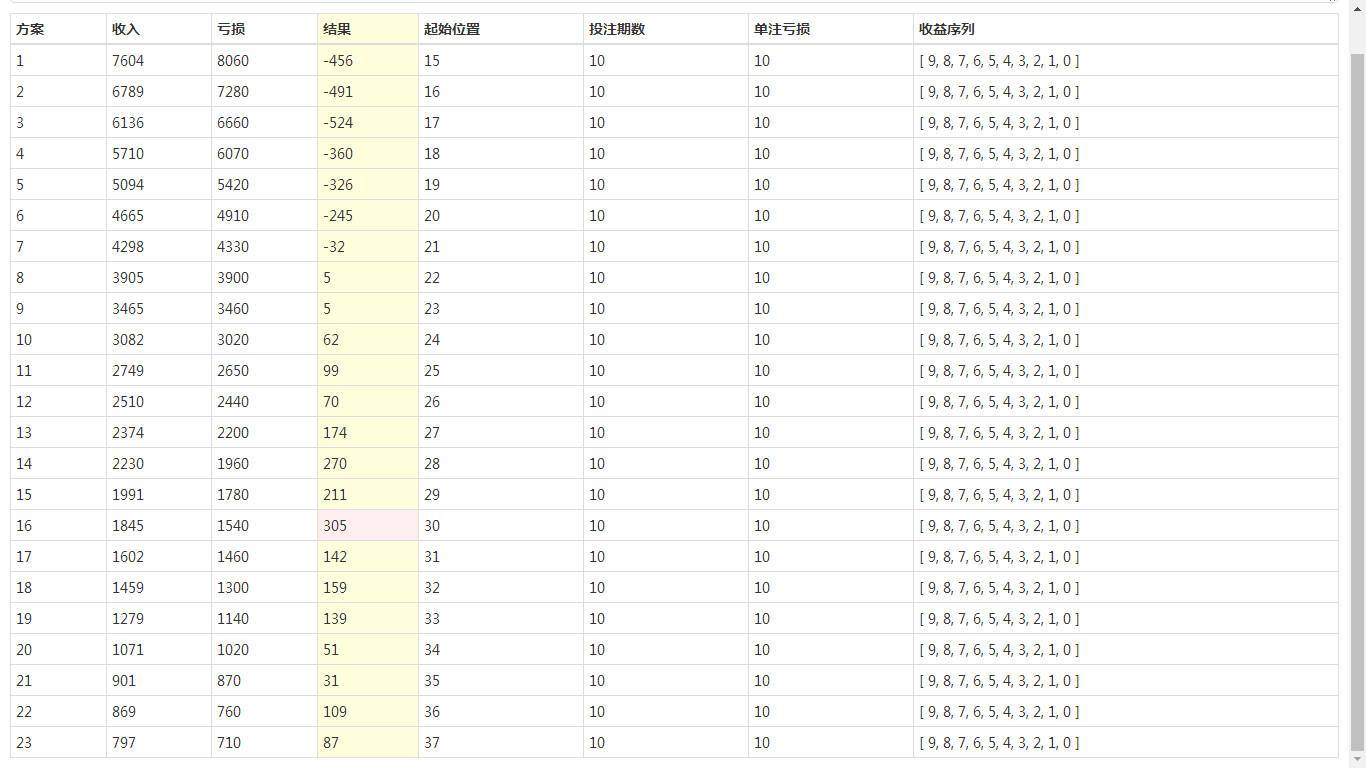 方案 收入 亏损 结果 起始位置 投注期数 单注亏损 收益序列
1 7604 8060 -456 15 10 10 [ 9, 8, 7, 6, 5, 4, 3, 2, 1, 0 ]
2 6789 7280 -491 16 10 10 [ 9, 8, 7, 6, 5, 4, 3, 2, 1, 0 ]
3 6136 6660 -524 17 10 10 [ 9, 8, 7, 6, 5, 4, 3, 2, 1, 0 ]
4 5710 6070 -360 18 10 10 [ 9, 8, 7, 6, 5, 4, 3, 2, 1, 0 ]
5 5094 5420 -326 19 10 10 [ 9, 8, 7, 6, 5, 4, 3, 2, 1, 0 ]
6 4665 4910 -245 20 10 10 [ 9, 8, 7, 6, 5, 4, 3, 2, 1, 0 ]
7 4298 4330 -32 21 10 10 [ 9, 8, 7, 6, 5, 4, 3, 2, 1, 0 ]
8 3905 3900 5 22 10 10 [ 9, 8, 7, 6, 5, 4, 3, 2, 1, 0 ]
9 3465 3460 5 23 10 10 [ 9, 8, 7, 6, 5, 4, 3, 2, 1, 0 ]
10 3082 3020 62 24 10 10 [ 9, 8, 7, 6, 5, 4, 3, 2, 1, 0 ]
11 2749 2650 99 25 10 10 [ 9, 8, 7, 6, 5, 4, 3, 2, 1, 0 ]
12 2510 2440 70 26 10 10 [ 9, 8, 7, 6, 5, 4, 3, 2, 1, 0 ]
13 2374 2200 174 27 10 10 [ 9, 8, 7, 6, 5, 4, 3, 2, 1, 0 ]
14 2230 1960 270 28 10 10 [ 9, 8, 7, 6, 5, 4, 3, 2, 1, 0 ]
15 1991 1780 211 29 10 10 [ 9, 8, 7, 6, 5, 4, 3, 2, 1, 0 ]
16 1845 1540 305 30 10 10 [ 9, 8, 7, 6, 5, 4, 3, 2, 1, 0 ]
17 1602 1460 142 31 10 10 [ 9, 8, 7, 6, 5, 4, 3, 2, 1, 0 ]
18 1459 1300 159 32 10 10 [ 9, 8, 7, 6, 5, 4, 3, 2, 1, 0 ]
19 1279 1140 139 33 10 10 [ 9, 8, 7, 6, 5, 4, 3, 2, 1, 0 ]
20 1071 1020 51 34 10 10 [ 9, 8, 7, 6, 5, 4, 3, 2, 1, 0 ]
21 901 870 31 35 10 10 [ 9, 8, 7, 6, 5, 4, 3, 2, 1, 0 ]
22 869 760 109 36 10 10 [ 9, 8, 7, 6, 5, 4, 3, 2, 1, 0 ]
23 797 710 87 37 10 10 [ 9, 8, 7, 6, 5, 4, 3, 2, 1, 0 ]